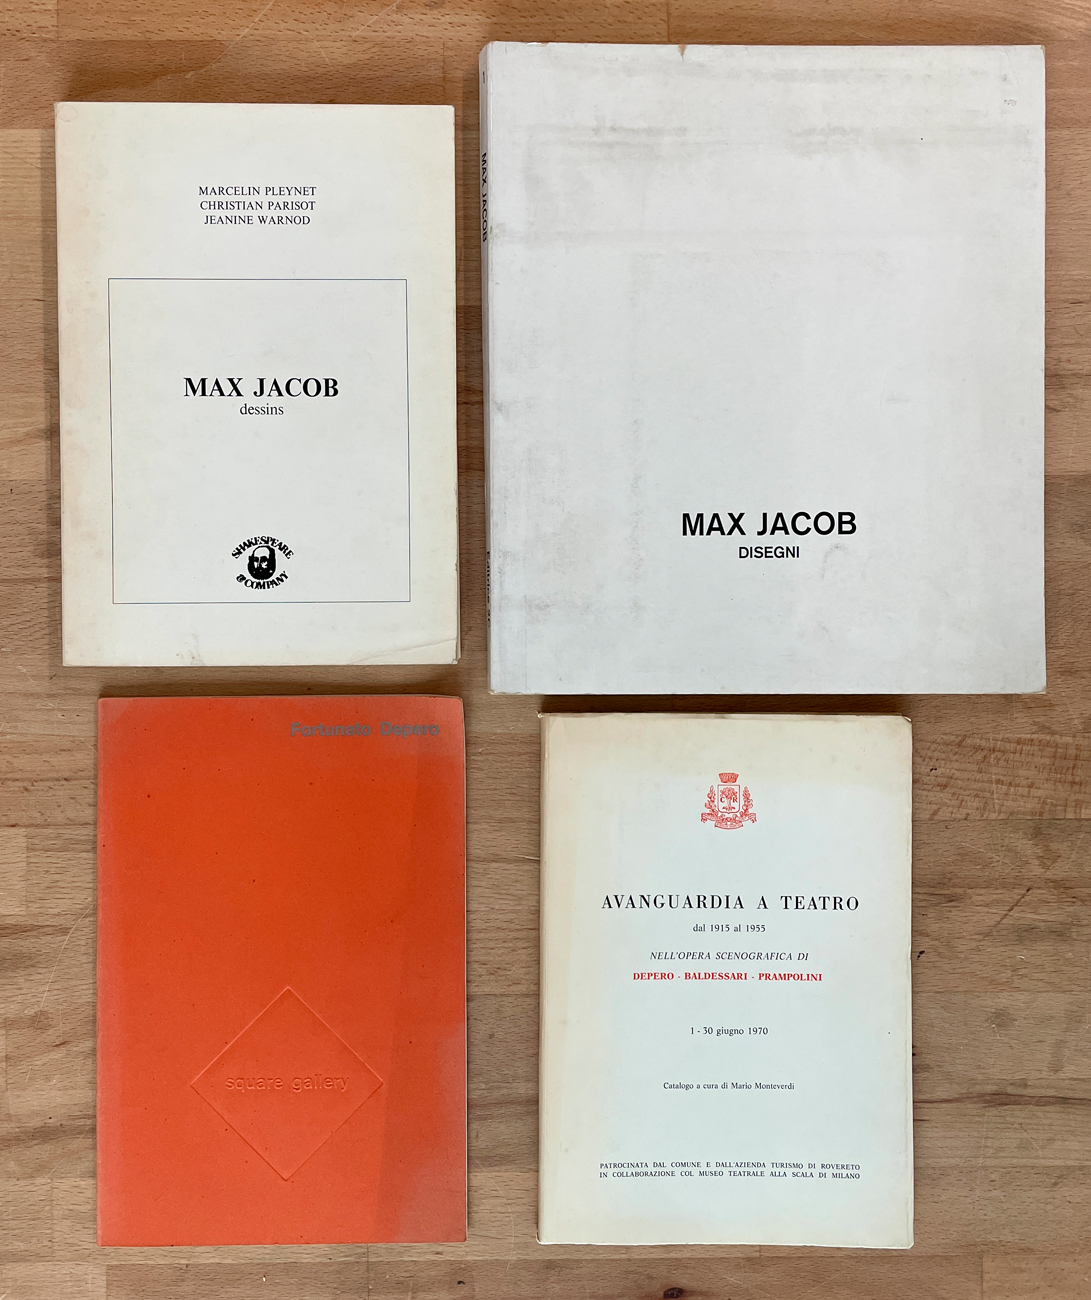 MARCELIN PLEYNET
CHRISTIAN PARISOT
JEANINE WARNOD
MAX JACOB
dessins
SHAKESPEARE
& COMPANY
MAX JACOB
MAX JACOB
DISEGNI
Fortunato Depero
square gallery
C R
AVANGUARDIA A TEATRO
dal 1915 al 1955
NELL'OPERA SCENOGRAFICA DI
DEPERO - BALDESSARI - PRAMPOLINI
1 - 30 giugno 1970
Catalogo a cura di Mario Monteverdi
PATROCINATA DAL COMUNE E DALL'AZIENDA TURISMO DI ROVERETO
IN COLLABORAZIONE COL MUSEO TEATRALE ALLA SCALA DI MILANO